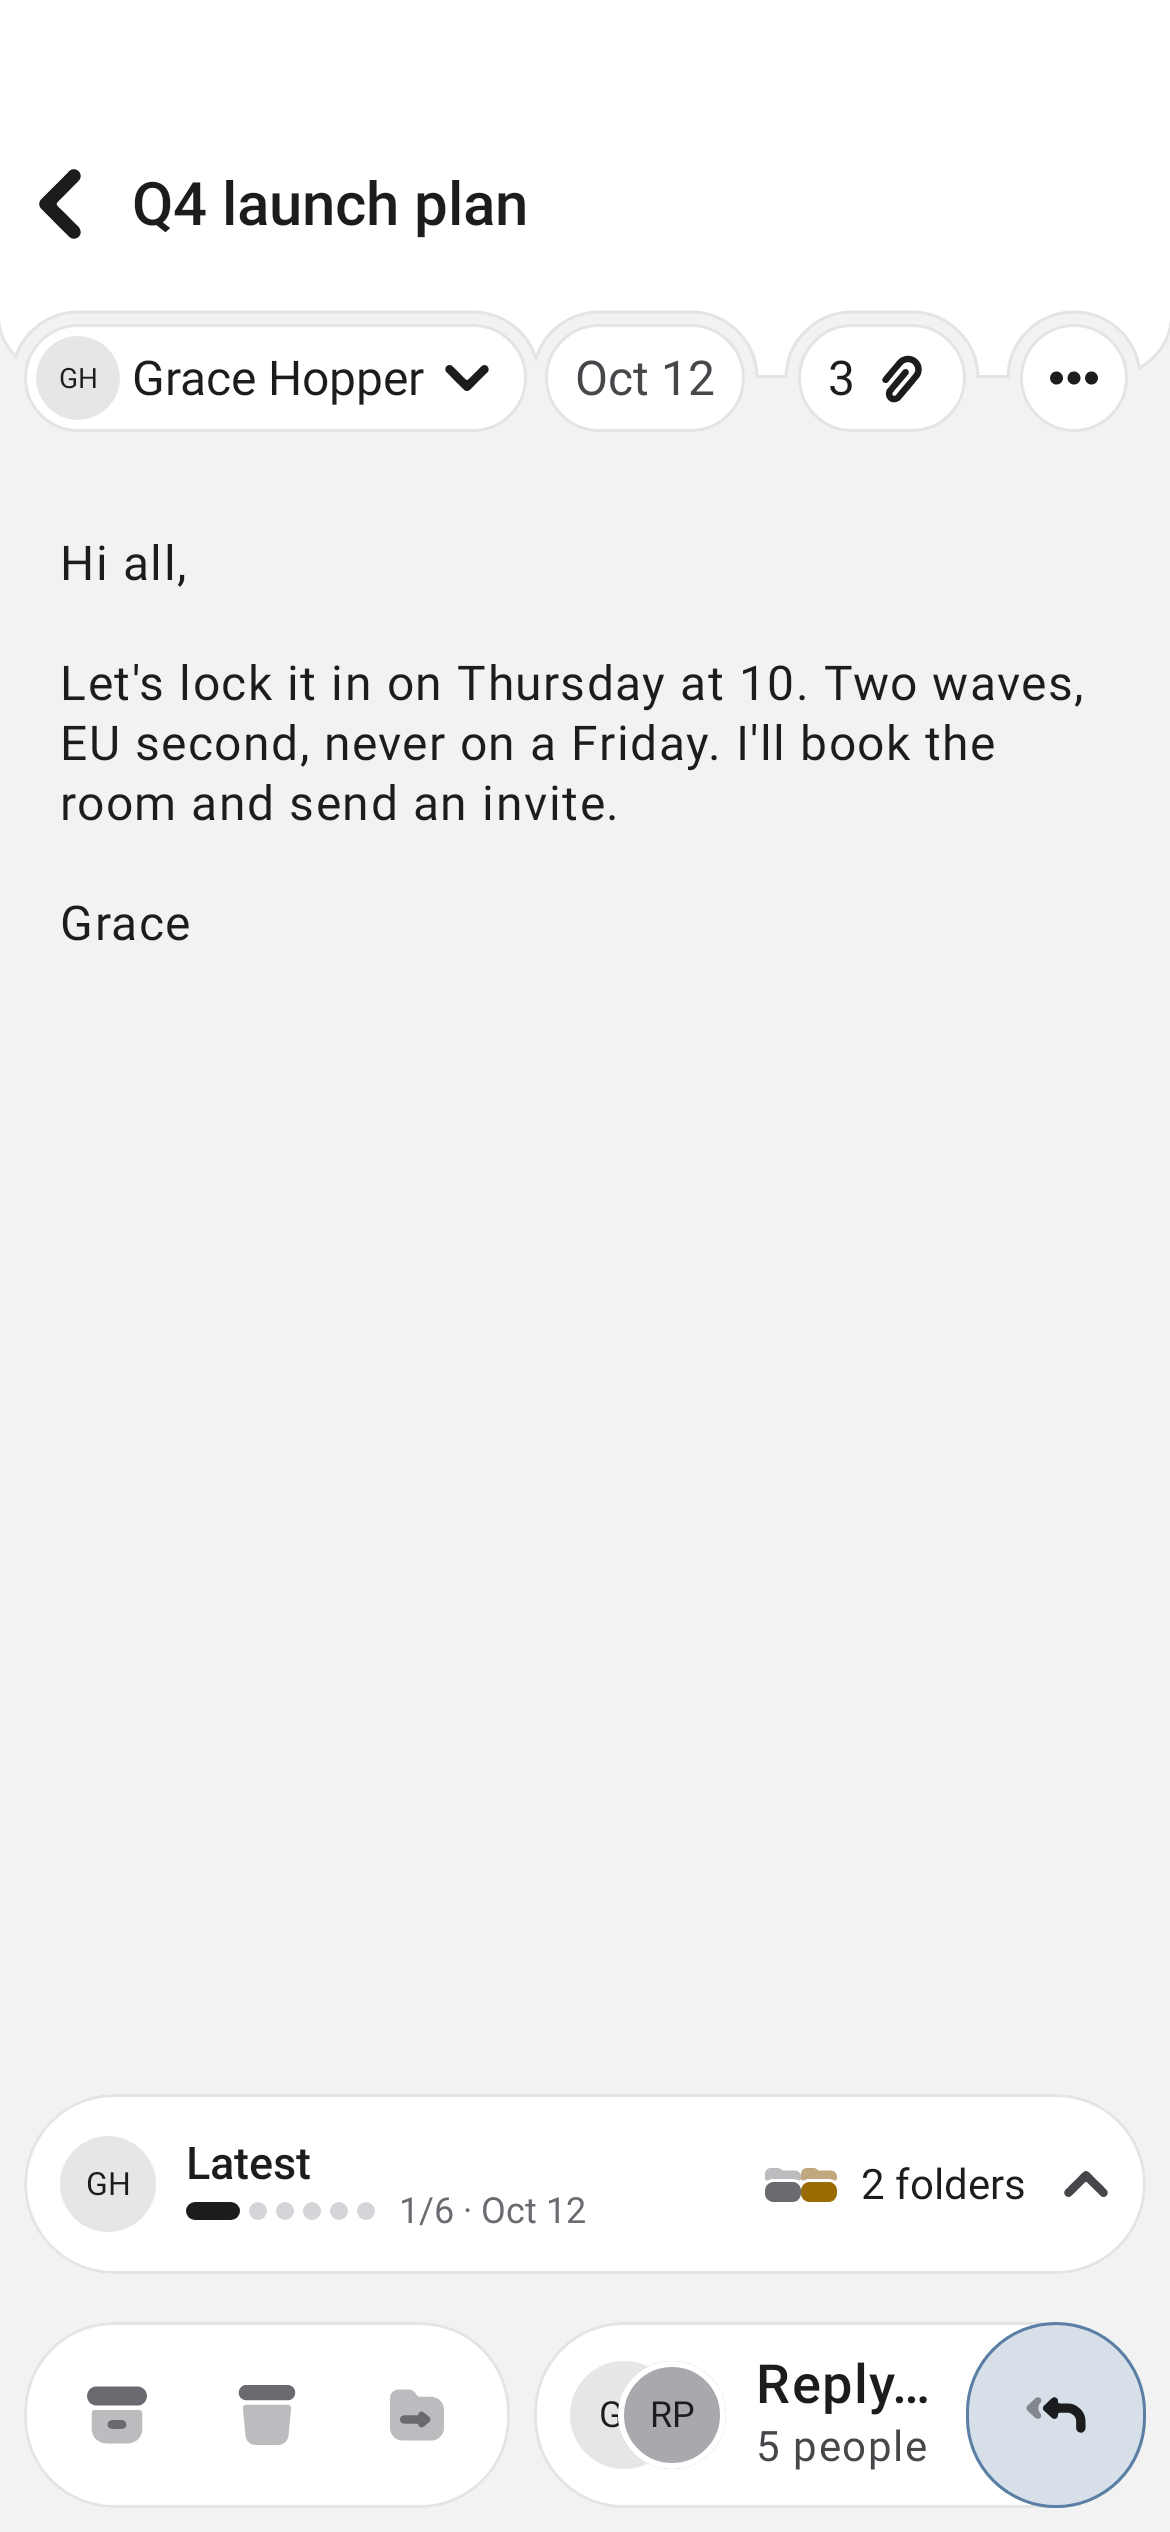 Q4 launch plan
GH Grace Hopper Oct 12 3
Hi all,
Let's lock it in on Thursday at 10. Two waves,
EU second, never on a Friday. I'll book the
room and send an invite.
Grace
GH Latest
1/6 · Oct 12
2 folders
G RP Reply...
5 people